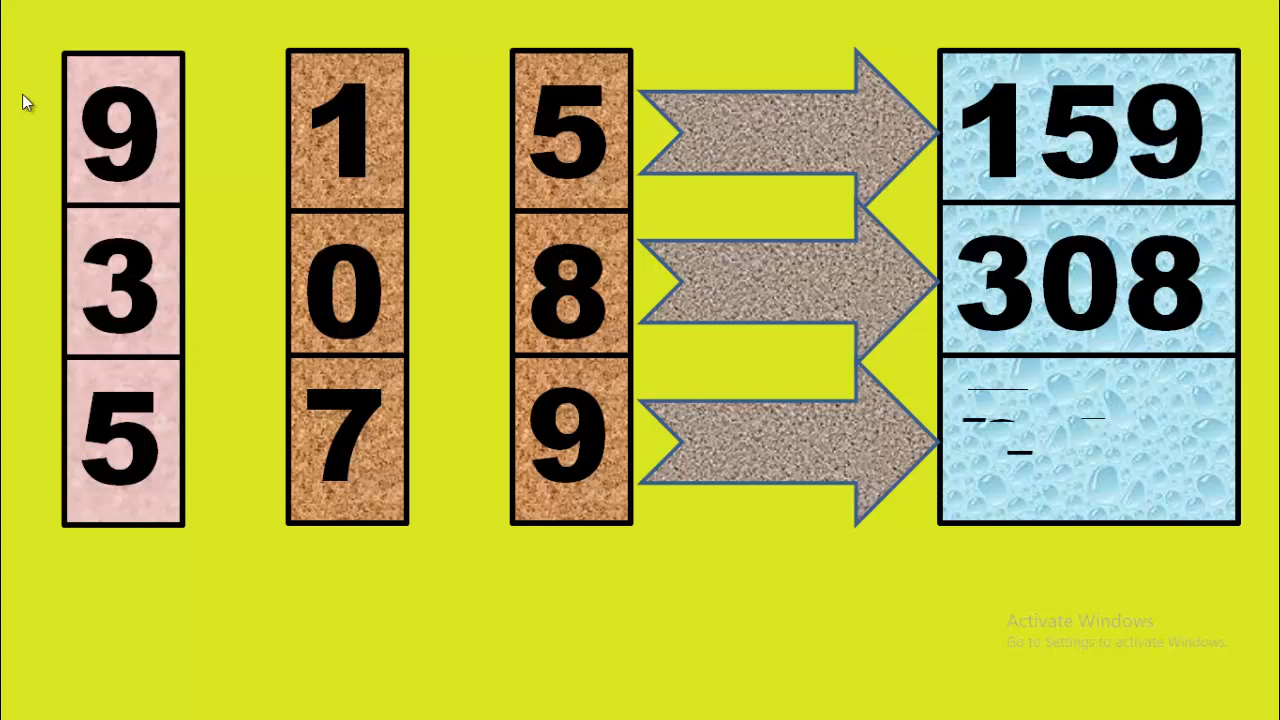 9 1 5 159
3 0 8 308
5 7 9
Activate Windows
Go to Settings to activate Windows.